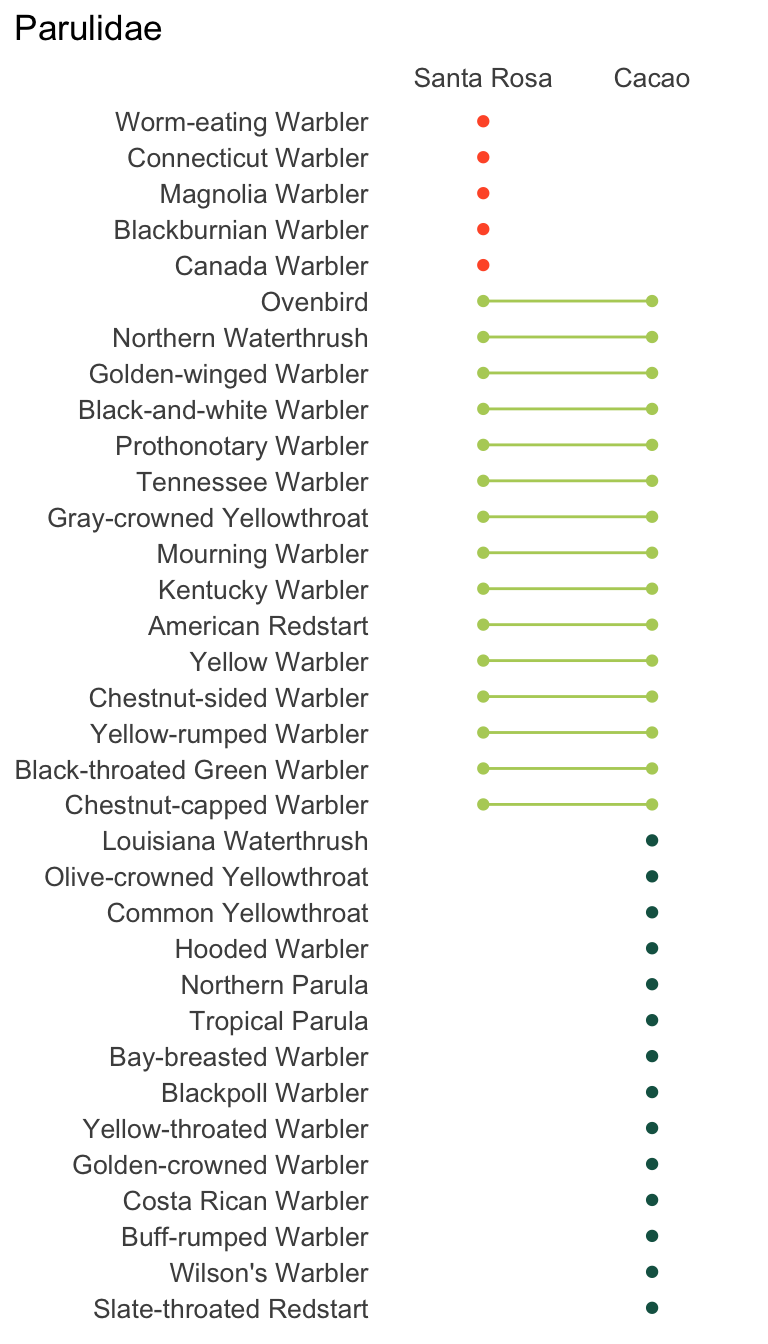 Parulidae
Santa Rosa Cacao
Worm-eating Warbler
Connecticut Warbler
Magnolia Warbler
Blackburnian Warbler
Canada Warbler
Ovenbird
Northern Waterthrush
Golden-winged Warbler
Black-and-white Warbler
Prothonotary Warbler
Tennessee Warbler
Gray-crowned Yellowthroat
Mourning Warbler
Kentucky Warbler
American Redstart
Yellow Warbler
Chestnut-sided Warbler
Yellow-rumped Warbler
Black-throated Green Warbler
Chestnut-capped Warbler
Louisiana Waterthrush
Olive-crowned Yellowthroat
Common Yellowthroat
Hooded Warbler
Northern Parula
Tropical Parula
Bay-breasted Warbler
Blackpoll Warbler
Yellow-throated Warbler
Golden-crowned Warbler
Costa Rican Warbler
Buff-rumped Warbler
Wilson's Warbler
Slate-throated Redstart